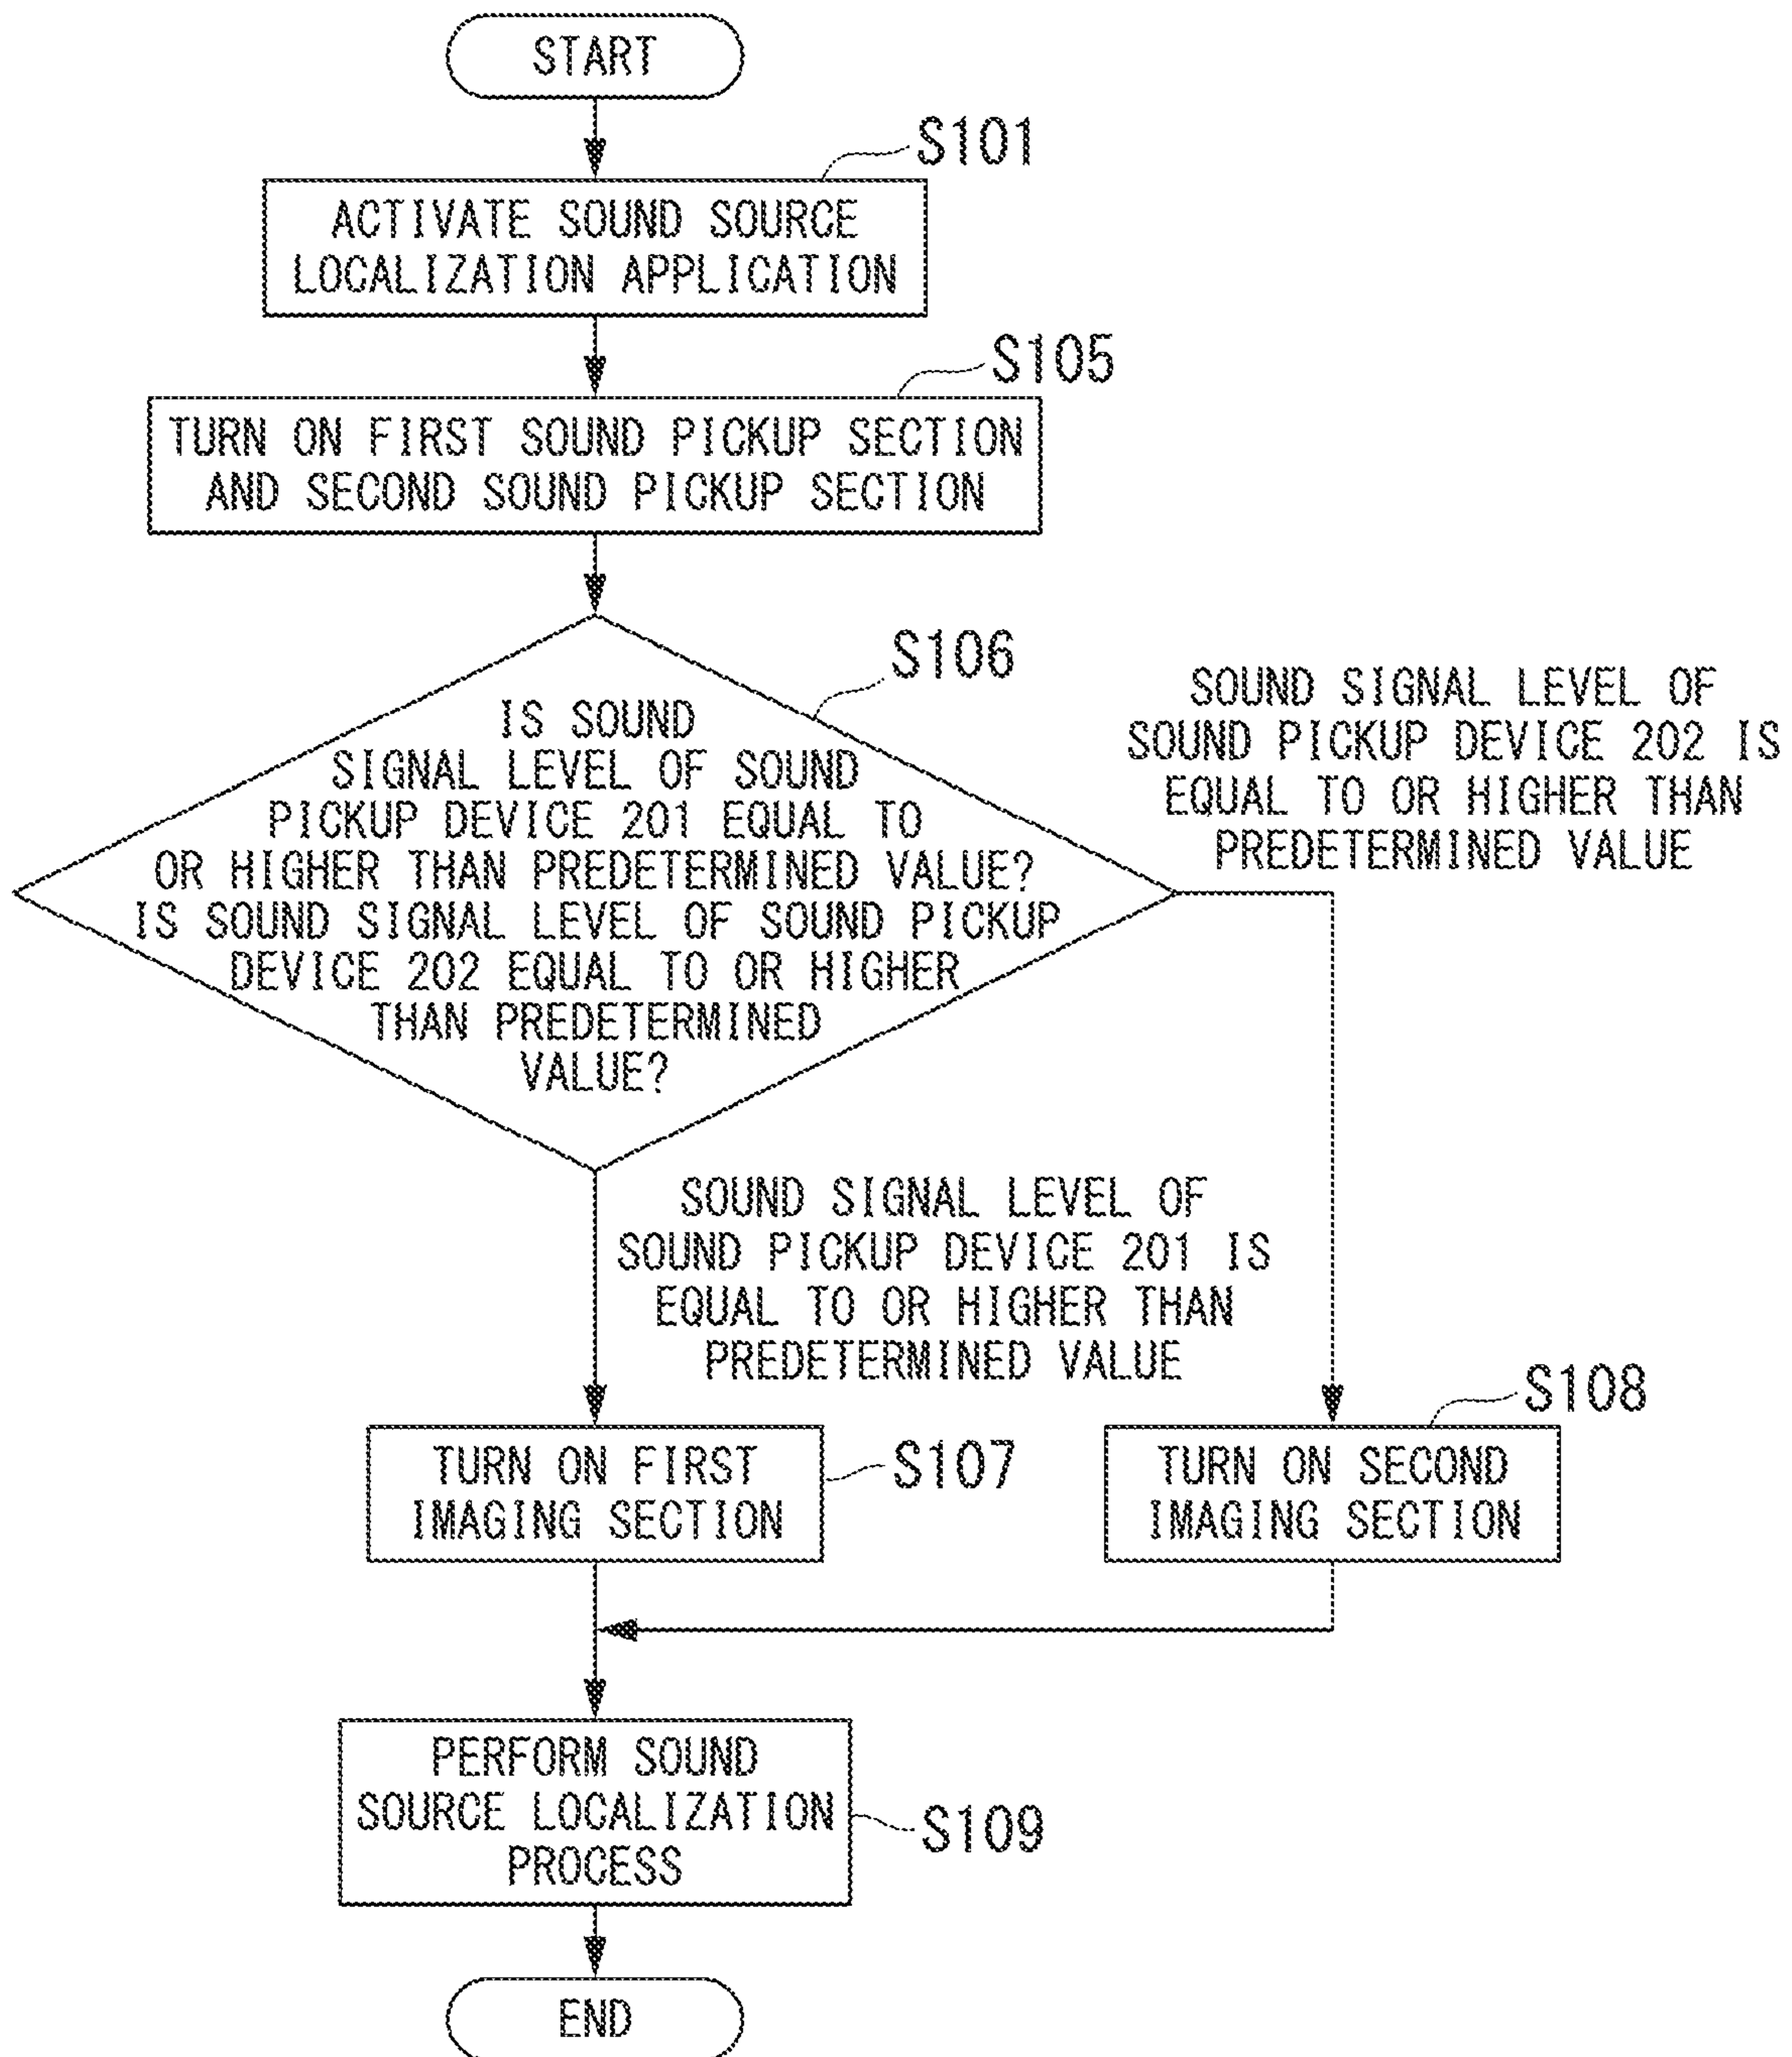 START
S101
ACTIVATE SOUND SOURCE
LOCALIZATION APPLICATION
S105
TURN ON FIRST SOUND PICKUP SECTION
AND SECOND SOUND PICKUP SECTION
S106
IS SOUND
SIGNAL LEVEL OF SOUND
PICKUP DEVICE 201 EQUAL TO
OR HIGHER THAN PREDETERMINED VALUE?
IS SOUND SIGNAL LEVEL OF SOUND PICKUP
DEVICE 202 EQUAL TO OR HIGHER
THAN PREDETERMINED
VALUE?
SOUND SIGNAL LEVEL OF
SOUND PICKUP DEVICE 202 IS
EQUAL TO OR HIGHER THAN
PREDETERMINED VALUE
SOUND SIGNAL LEVEL OF
SOUND PICKUP DEVICE 201 IS
EQUAL TO OR HIGHER THAN
PREDETERMINED VALUE
TURN ON FIRST
IMAGING SECTION
S107
S108
TURN ON SECOND
IMAGING SECTION
PERFORM SOUND
SOURCE LOCALIZATION
PROCESS
S109
END